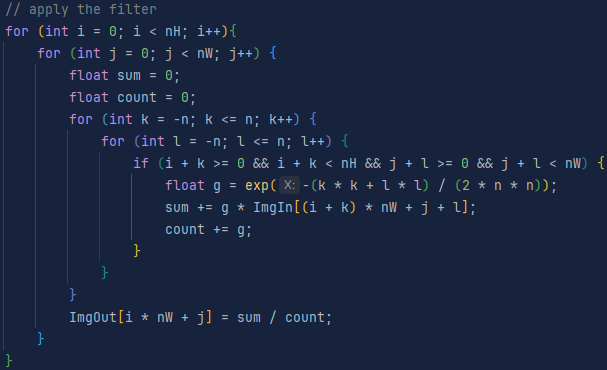 // apply the filter
for (int i = 0; i < nH; i++){
    for (int j = 0; j < nW; j++) {
        float sum = 0;
        float count = 0;
        for (int k = -n; k <= n; k++) {
            for (int l = -n; l <= n; l++) {
                if (i + k >= 0 && i + k < nH && j + l >= 0 && j + l < nW) {
                    float g = exp( X: -(k * k + l * l) / (2 * n * n));
                    sum += g * ImgIn[(i + k) * nW + j + l];
                    count += g;
                }
            }
        }
        ImgOut[i * nW + j] = sum / count;
    }
}